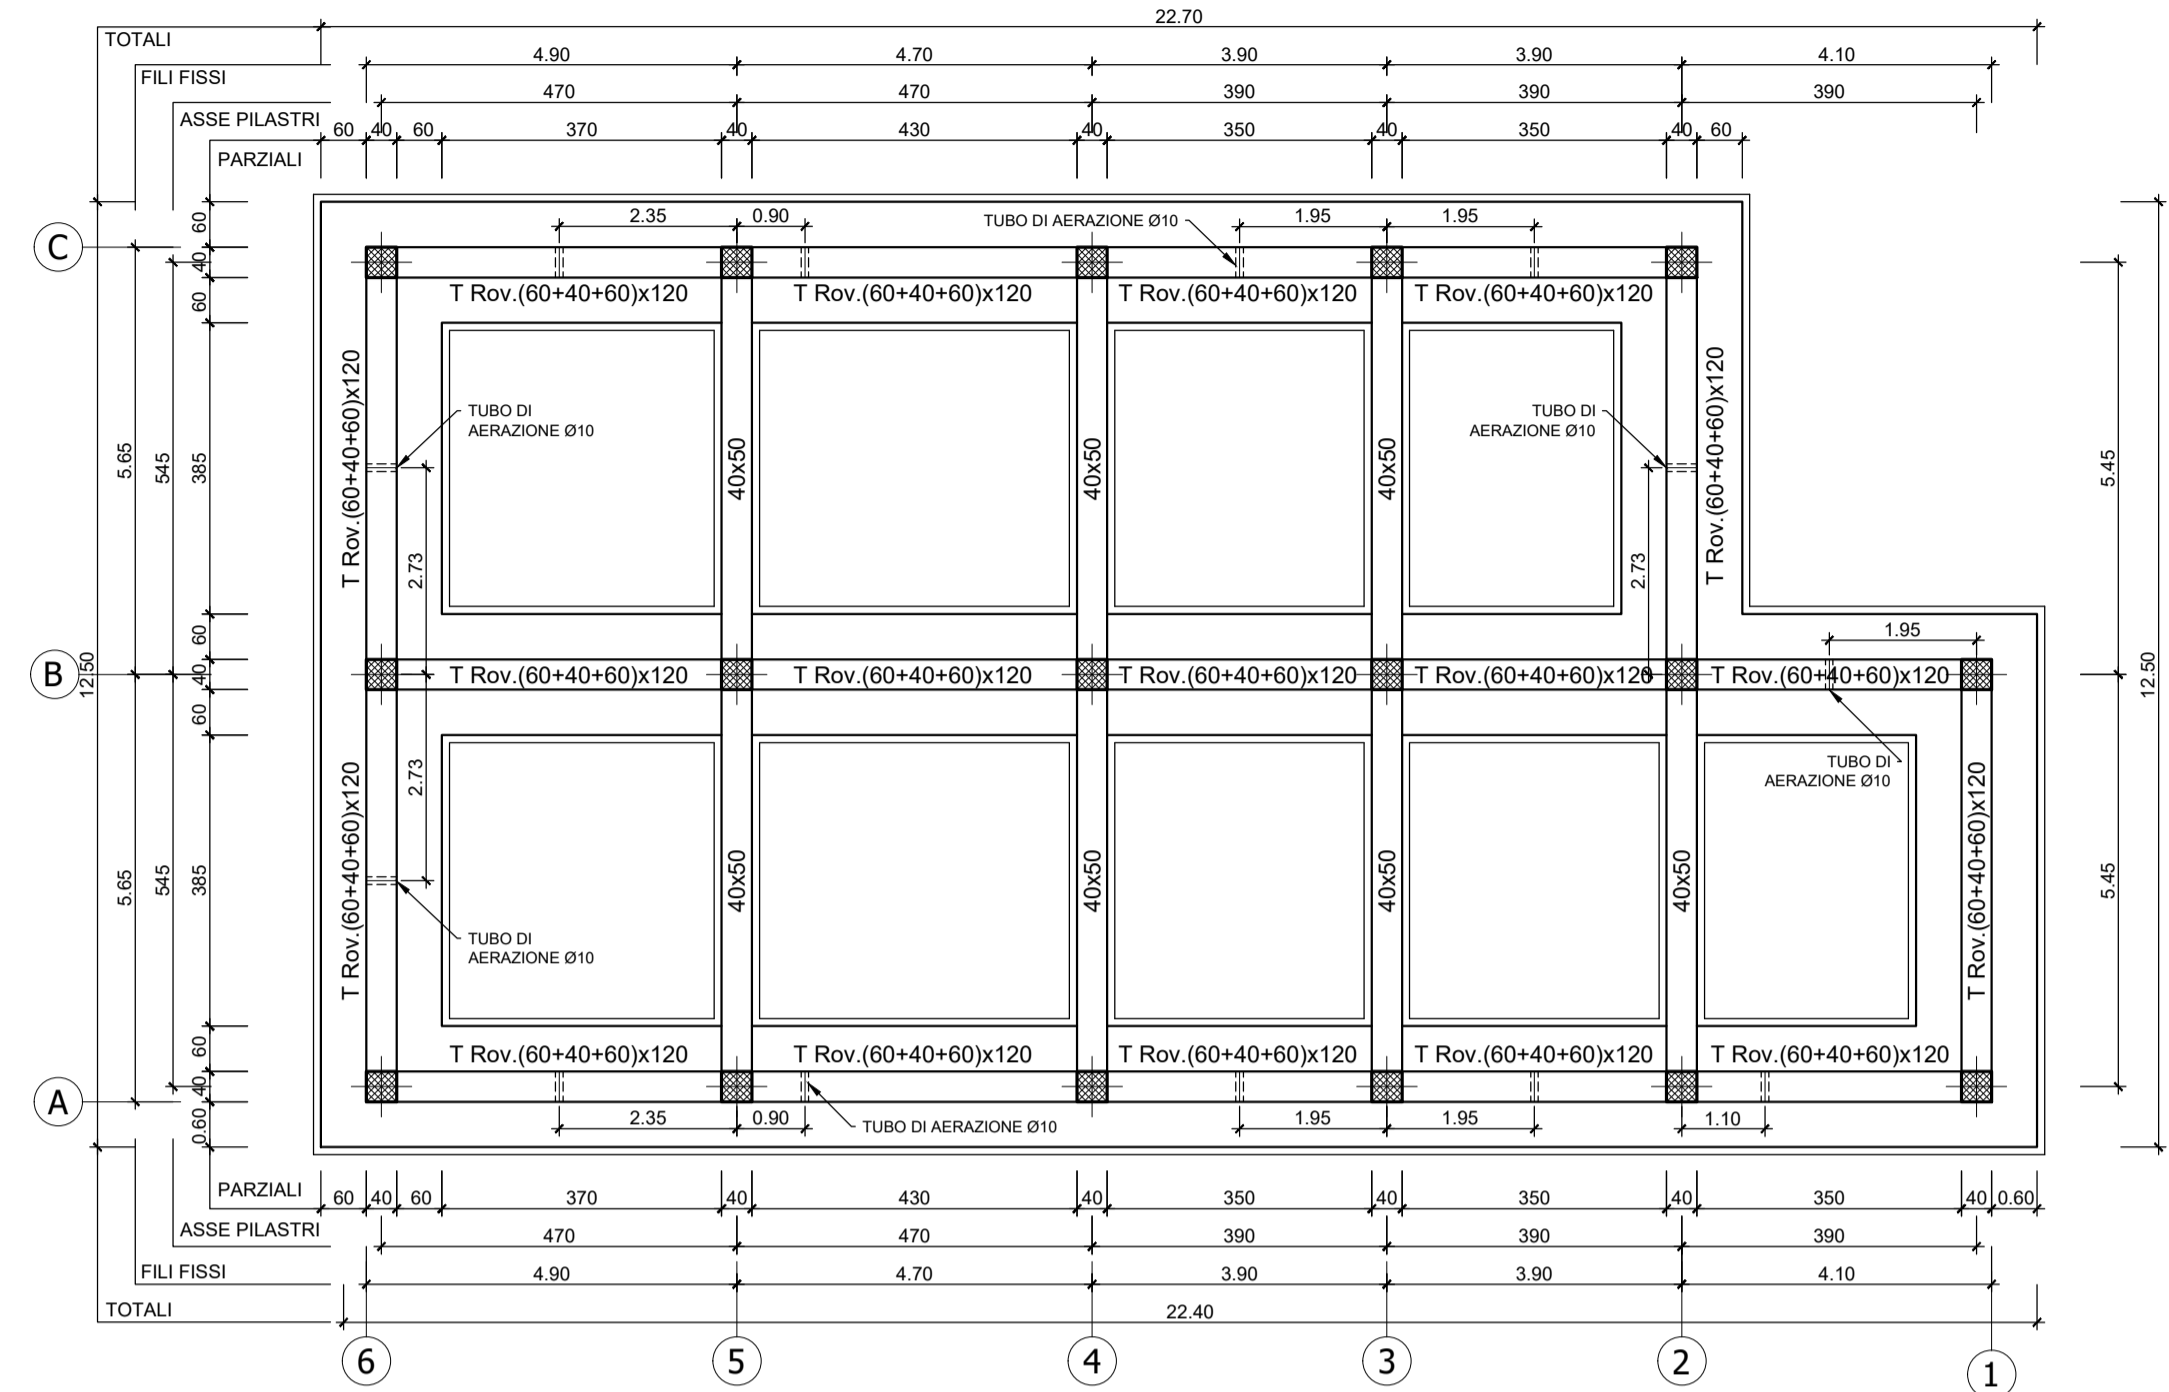 22.70
TOTALI
4.90 4.70 3.90 3.90 4.10
FILI FISSI
470 470 390 390 390
ASSE PILASTRI
60 40 60 370 40 430 40 350 40 350 40 60
PARZIALI
C
60
40
60
2.35 0.90
TUBO DI AERAZIONE Ø10
1.95 1.95
T Rov.(60+40+60)x120 T Rov.(60+40+60)x120 T Rov.(60+40+60)x120 T Rov.(60+40+60)x120
T Rov.(60+40+60)x120
TUBO DI
AERAZIONE Ø10
TUBO DI
AERAZIONE Ø10
T Rov.(60+40+60)x120
5.65
545
385
40x50
40x50
40x50
5.45
2.73
2.73
60
40
60
1.95
B
12.50
12.50
T Rov.(60+40+60)x120 T Rov.(60+40+60)x120 T Rov.(60+40+60)x120 T Rov.(60+40+60)x120 T Rov.(60+40+60)x120
2.73
TUBO DI
AERAZIONE Ø10
T Rov.(60+40+60)x120
5.65
545
385
40x50
40x50
40x50
40x50
T Rov.(60+40+60)x120
5.45
TUBO DI
AERAZIONE Ø10
60
40
0.60
T Rov.(60+40+60)x120 T Rov.(60+40+60)x120 T Rov.(60+40+60)x120 T Rov.(60+40+60)x120 T Rov.(60+40+60)x120
A
2.35 0.90
TUBO DI AERAZIONE Ø10
1.95 1.95 1.10
PARZIALI
60 40 60 370 40 430 40 350 40 350 40 350 40 0.60
ASSE PILASTRI
470 470 390 390 390
FILI FISSI
4.90 4.70 3.90 3.90 4.10
TOTALI
22.40
6 5 4 3 2 1